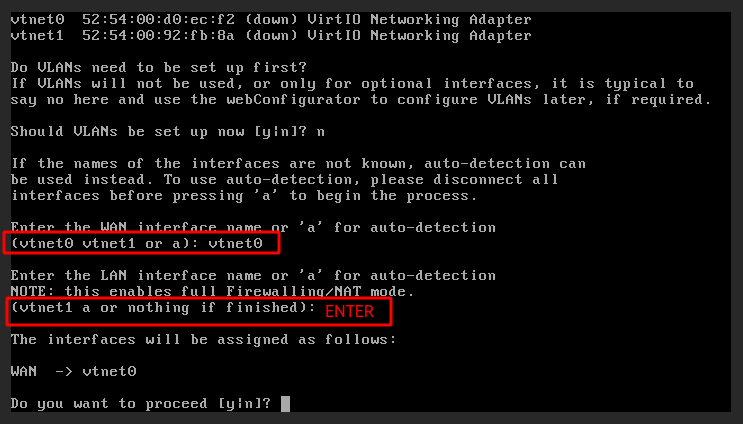 vtnet0  52:54:00:d0:ec:f2 (down) VirtIO Networking Adapter
vtnet1  52:54:00:92:fb:8a (down) VirtIO Networking Adapter
Do VLANs need to be set up first?
If VLANs will not be used, or only for optional interfaces, it is typical to
say no here and use the webConfigurator to configure VLANs later, if required.
Should VLANs be set up now [y|n]? n
If the names of the interfaces are not known, auto-detection can
be used instead. To use auto-detection, please disconnect all
interfaces before pressing 'a' to begin the process.
Enter the WAN interface name or 'a' for auto-detection
(vtnet0 vtnet1 or a): vtnet0
Enter the LAN interface name or 'a' for auto-detection
NOTE: this enables full Firewalling/NAT mode.
(vtnet1 a or nothing if finished): ENTER
The interfaces will be assigned as follows:
WAN  -> vtnet0
Do you want to proceed [y|n]?